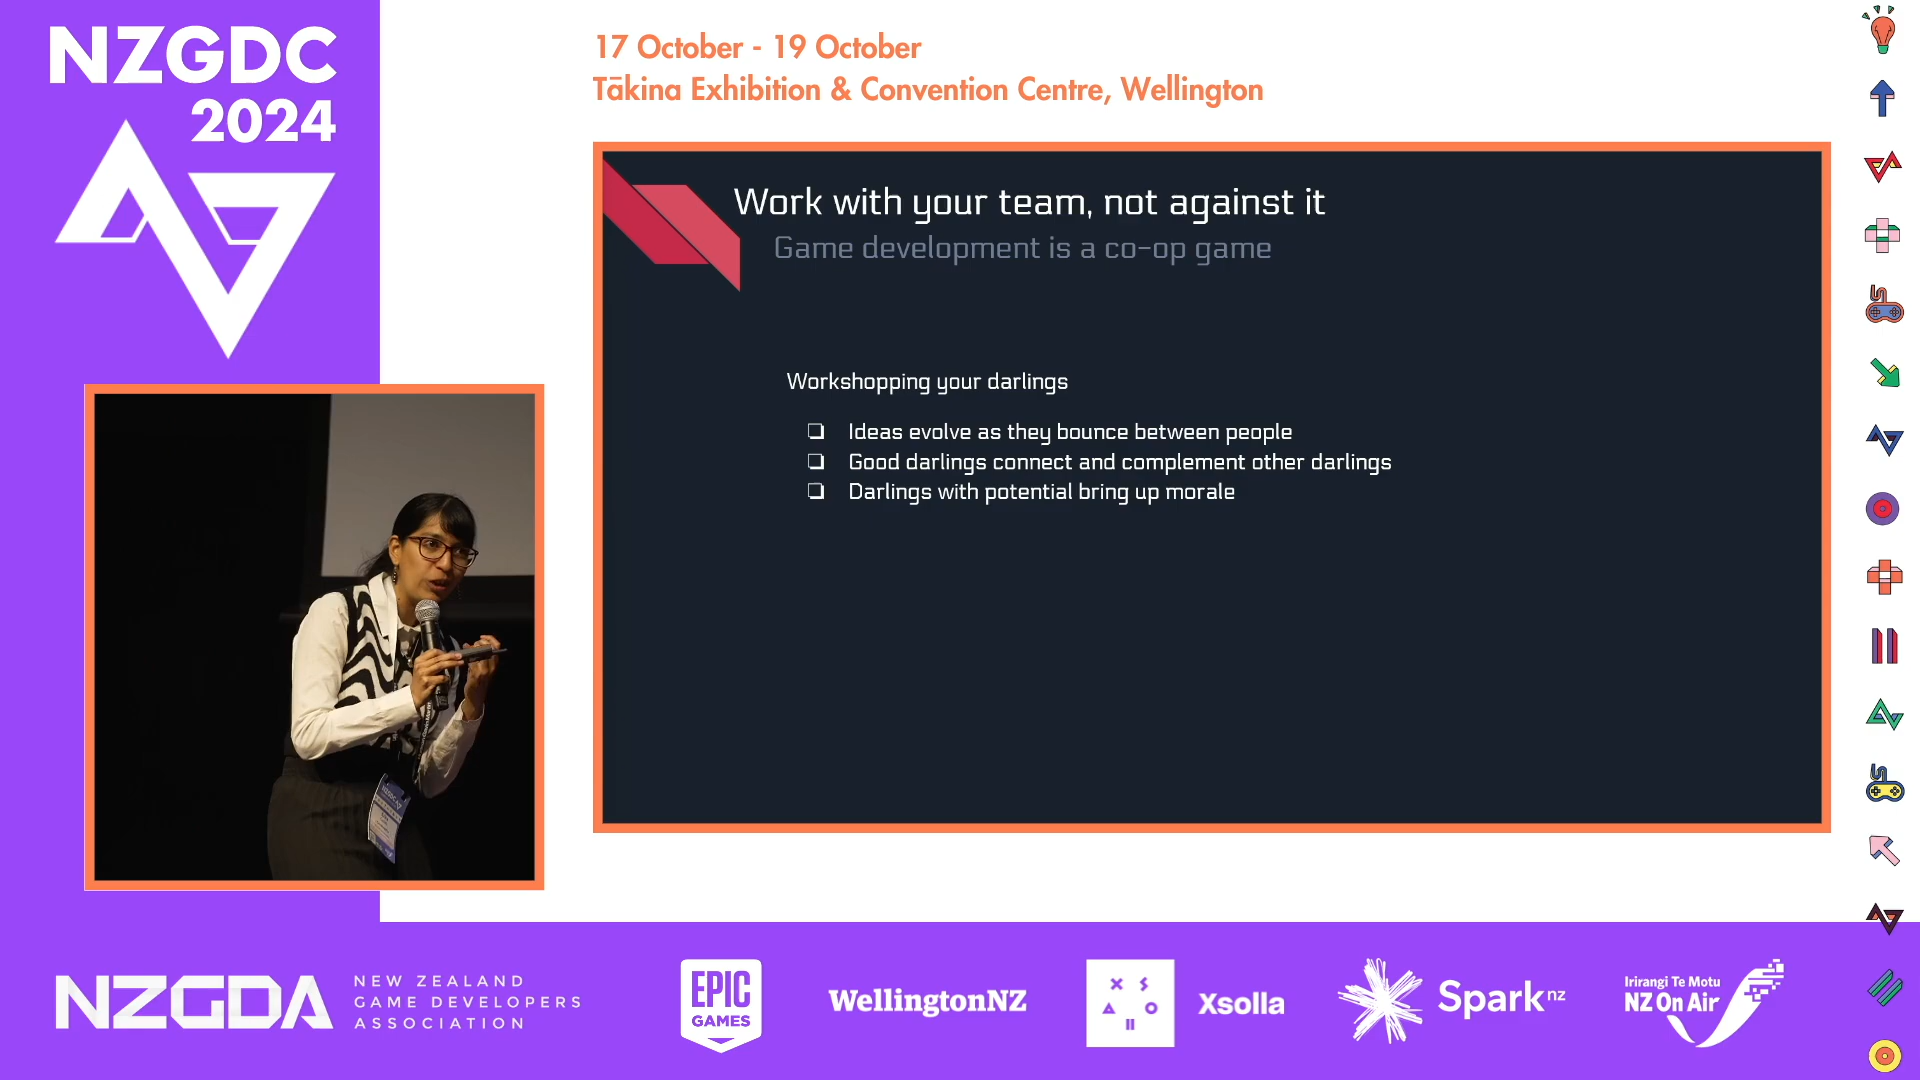 NZGDC
2024
17 October - 19 October
Tākina Exhibition & Convention Centre, Wellington
Work with your team, not against it
Game development is a co-op game
Workshopping your darlings
❏ Ideas evolve as they bounce between people
❏ Good darlings connect and complement other darlings
❏ Darlings with potential bring up morale
NZGDA
NEW ZEALAND
GAME DEVELOPERS
ASSOCIATION
EPIC
GAMES
WellingtonNZ
Xsolla
Spark nz
Irirangi Te Motu
NZ On Air